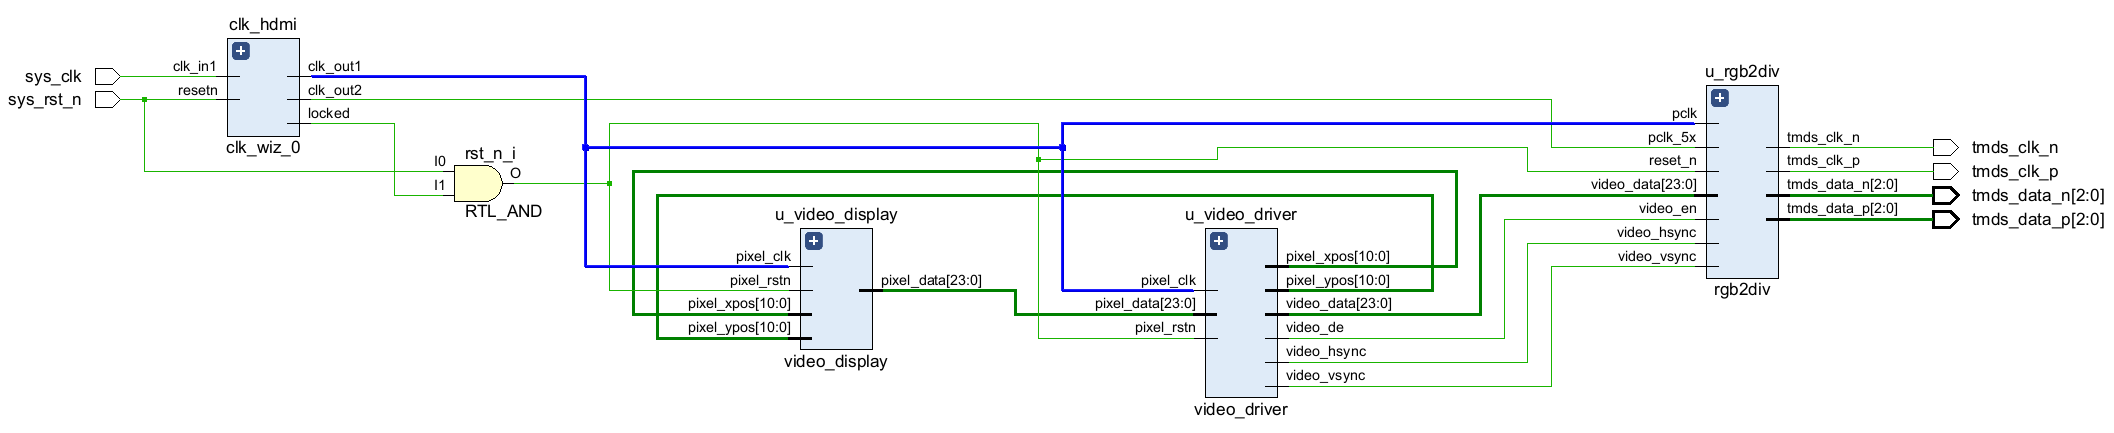 clk_hdmi
sys_clk
sys_rst_n
clk_in1
resetn
clk_out1
clk_out2
locked
clk_wiz_0
rst_n_i
I0
I1
O
RTL_AND
u_video_display
pixel_clk
pixel_rstn
pixel_xpos[10:0]
pixel_ypos[10:0]
pixel_data[23:0]
video_display
u_video_driver
pixel_clk
pixel_data[23:0]
pixel_rstn
pixel_xpos[10:0]
pixel_ypos[10:0]
video_data[23:0]
video_de
video_hsync
video_vsync
video_driver
u_rgb2div
pclk
pclk_5x
reset_n
video_data[23:0]
video_en
video_hsync
video_vsync
tmds_clk_n
tmds_clk_p
tmds_data_n[2:0]
tmds_data_p[2:0]
rgb2div
tmds_clk_n
tmds_clk_p
tmds_data_n[2:0]
tmds_data_p[2:0]